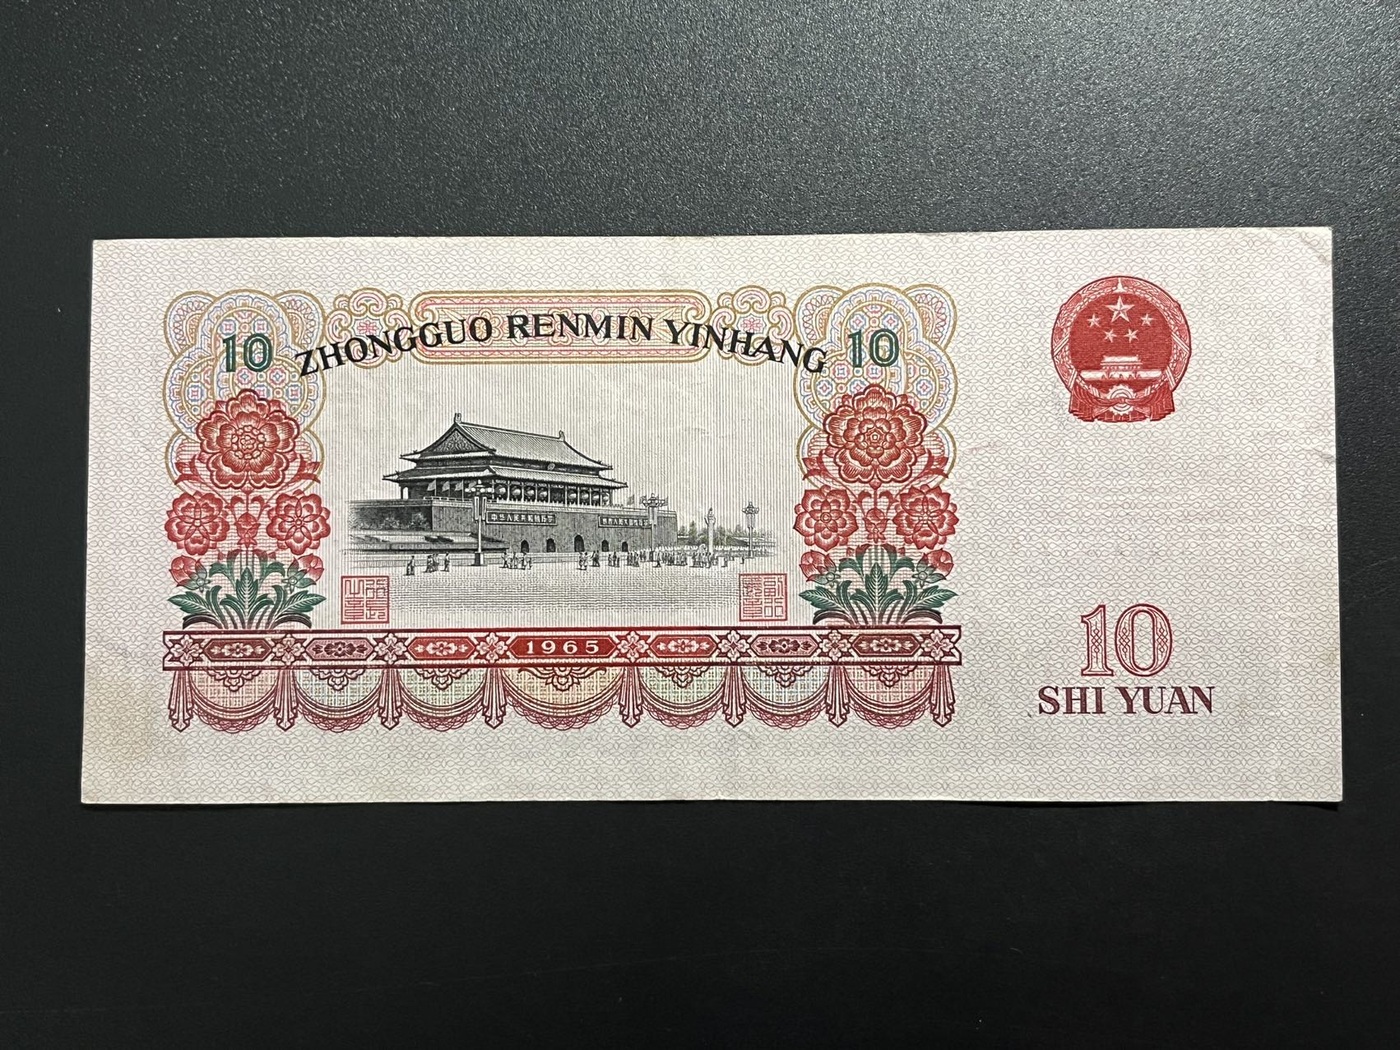 10 ZHONGGUO RENMIN YINHANG 10
1965
10
SHI YUAN